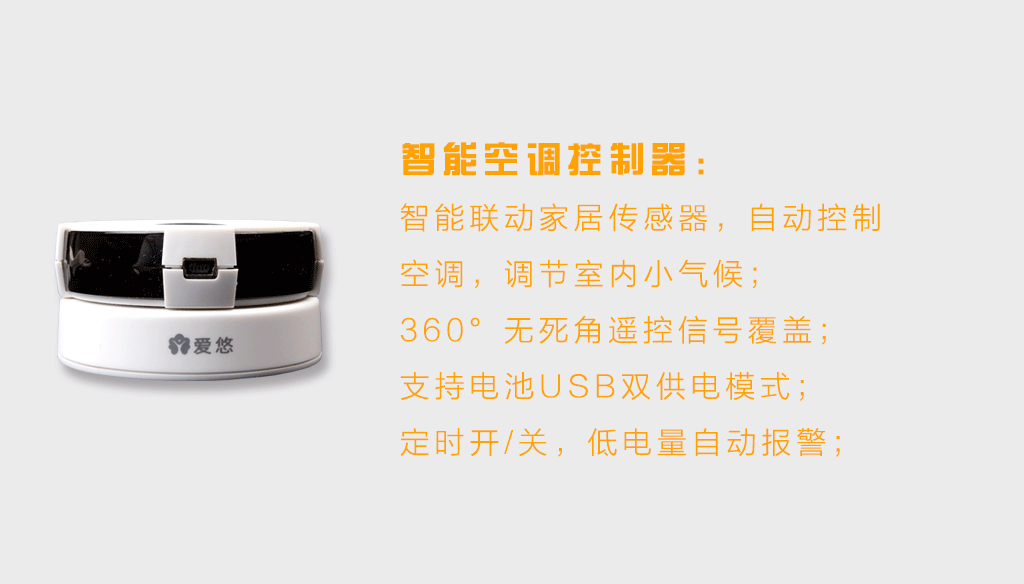 智能空调控制器：
智能联动家居传感器，自动控制
空调，调节室内小气候；
360°无死角遥控信号覆盖；
支持电池USB双供电模式；
定时开/关，低电量自动报警；
爱悠